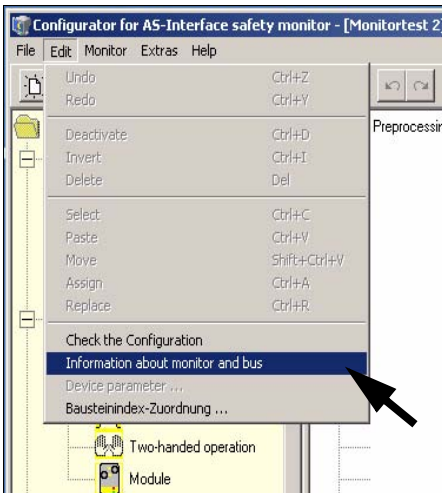 Configurator for AS-Interface safety monitor - [Monitortest 2
File Edit Monitor Extras Help
Undo Ctrl+Z
Redo Ctrl+Y
Preprocessin
Deactivate Ctrl+D
Invert Ctrl+I
Delete Del
Select Ctrl+C
Paste Ctrl+V
Move Shift+Ctrl+V
Assign Ctrl+A
Replace Ctrl+R
Check the Configuration
Information about monitor and bus
Device parameter ...
Bausteinindex-Zuordnung ...
Two-handed operation
Module